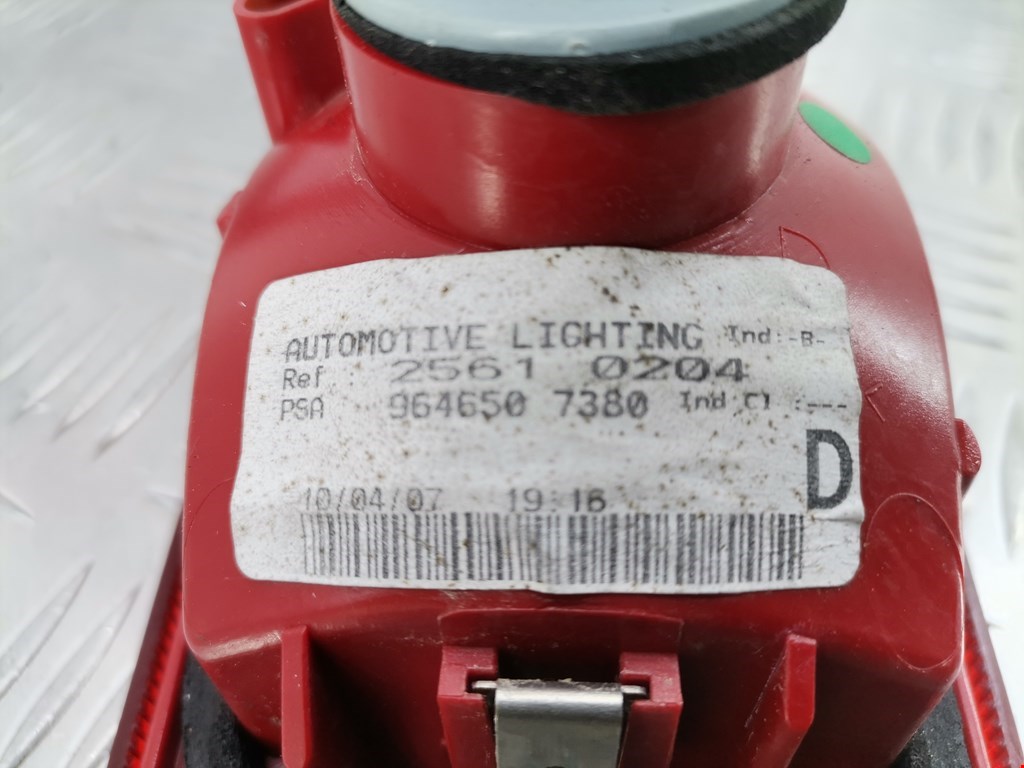 AUTOMOTIVE LIGHTING Ind:-B-
Ref : 2561 0204
PSA 964650 7380 Ind Cl :---
D
10/04/07 19:16